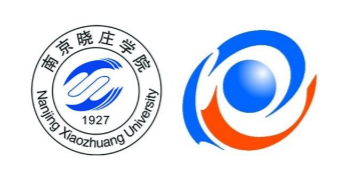 南京晓庄学院
1927
Nanjing Xiaozhuang University